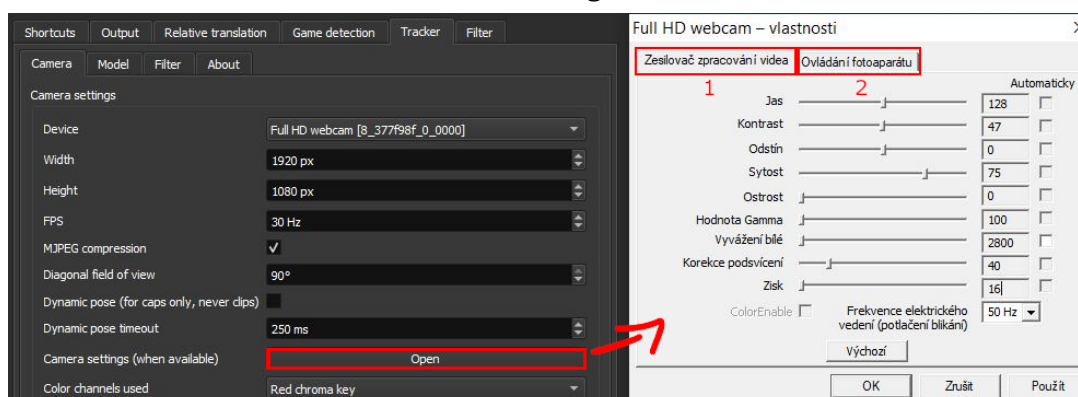 Shortcuts Output Relative translation Game detection Tracker Filter
Camera Model Filter About
Camera settings
Device Full HD webcam [8_377f98f_0_0000]
Width 1920 px
Height 1080 px
FPS 30 Hz
MJPEG compression
Diagonal field of view 90°
Dynamic pose (for caps only, never clips)
Dynamic pose timeout 250 ms
Camera settings (when available) Open
Color channels used Red chroma key
Full HD webcam – vlastnosti
Zesilovač zpracování videa Ovládání fotoaparátu
1 2
Automaticky
Jas 128
Kontrast 47
Odstín 0
Sytost 75
Ostrost 0
Hodnota Gamma 100
Vyvážení bílé 2800
Korekce podsvícení 40
Zisk 16
ColorEnable Frekvence elektrického 50 Hz
vedení (potlačení blikání)
Výchozí
OK Zrušit Použít